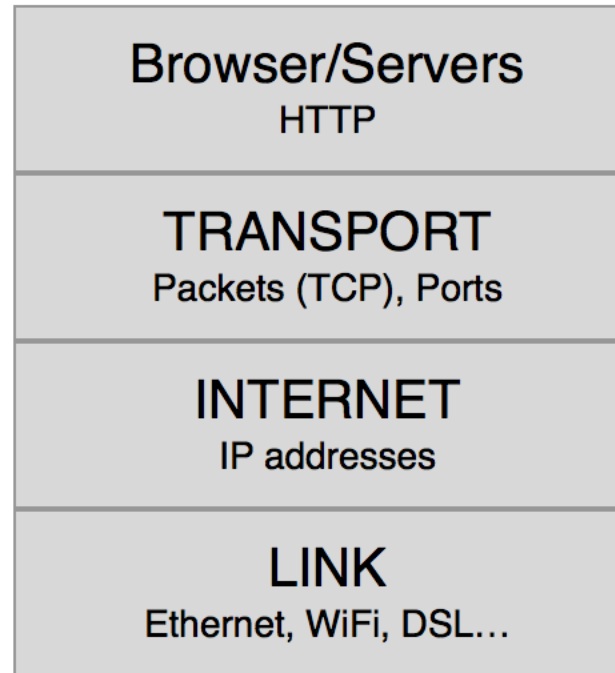 Browser/Servers
HTTP
TRANSPORT
Packets (TCP), Ports
INTERNET
IP addresses
LINK
Ethernet, WiFi, DSL…